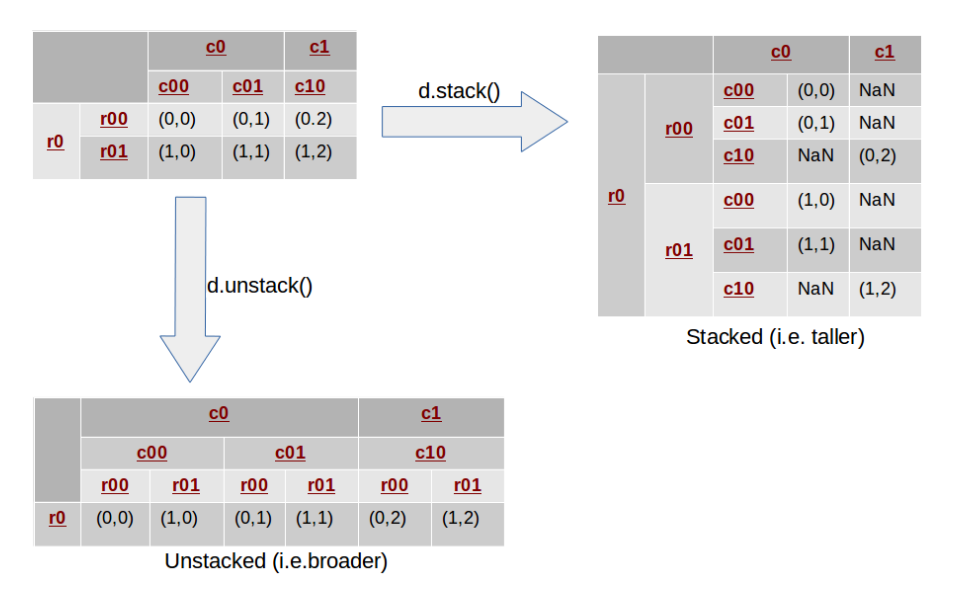 c0 c1
c00 c01 c10
r0 r00 (0,0) (0,1) (0.2)
r01 (1,0) (1,1) (1,2)
d.stack()
c0 c1
r0 r00 c00 (0,0) NaN
c01 (0,1) NaN
c10 NaN (0,2)
r01 c00 (1,0) NaN
c01 (1,1) NaN
c10 NaN (1,2)
Stacked (i.e. taller)
d.unstack()
c0 c1
c00 c01 c10
r00 r01 r00 r01 r00 r01
r0 (0,0) (1,0) (0,1) (1,1) (0,2) (1,2)
Unstacked (i.e.broader)